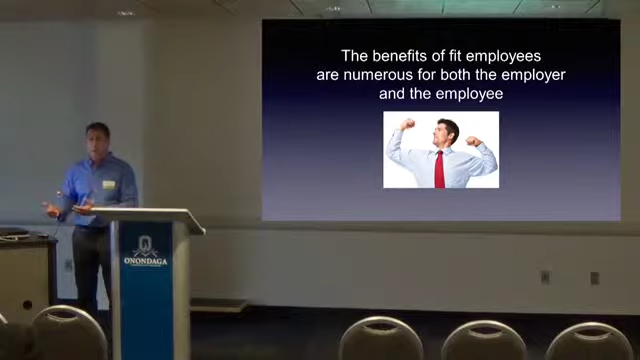 The benefits of fit employees
are numerous for both the employer
and the employee
ONONDAGA